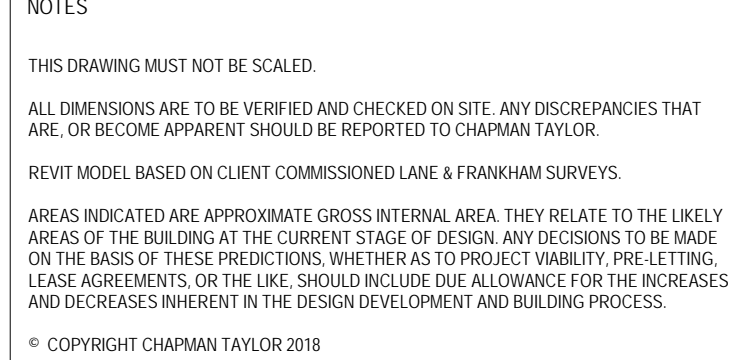 NOTES
THIS DRAWING MUST NOT BE SCALED.
ALL DIMENSIONS ARE TO BE VERIFIED AND CHECKED ON SITE. ANY DISCREPANCIES THAT
ARE, OR BECOME APPARENT SHOULD BE REPORTED TO CHAPMAN TAYLOR.
REVIT MODEL BASED ON CLIENT COMMISSIONED LANE & FRANKHAM SURVEYS.
AREAS INDICATED ARE APPROXIMATE GROSS INTERNAL AREA. THEY RELATE TO THE LIKELY
AREAS OF THE BUILDING AT THE CURRENT STAGE OF DESIGN. ANY DECISIONS TO BE MADE
ON THE BASIS OF THESE PREDICTIONS, WHETHER AS TO PROJECT VIABILITY, PRE-LETTING,
LEASE AGREEMENTS, OR THE LIKE, SHOULD INCLUDE DUE ALLOWANCE FOR THE INCREASES
AND DECREASES INHERENT IN THE DESIGN DEVELOPMENT AND BUILDING PROCESS.
© COPYRIGHT CHAPMAN TAYLOR 2018